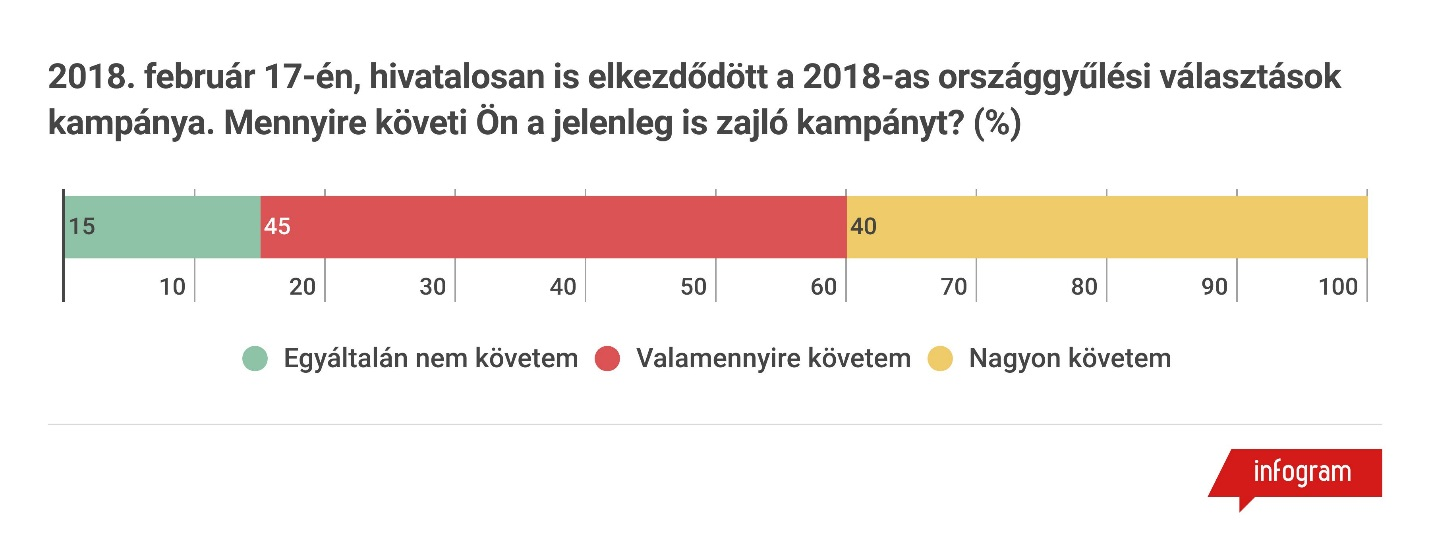 2018. február 17-én, hivatalosan is elkezdődött a 2018-as országgyűlési választások
kampánya. Mennyire követi Ön a jelenleg is zajló kampányt? (%)
15 45 40
10 20 30 40 50 60 70 80 90 100
Egyáltalán nem követem Valamennyire követem Nagyon követem
infogram